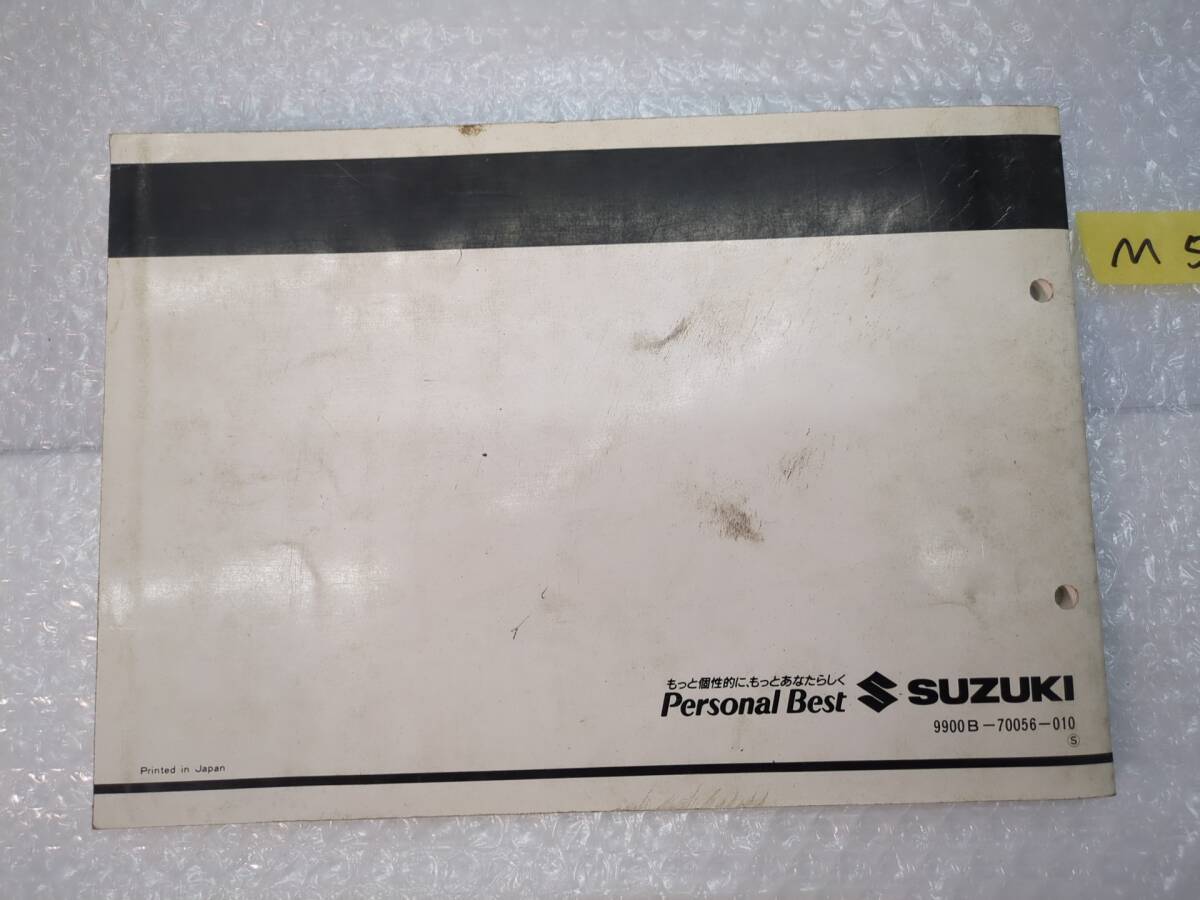 M 5
もっと個性的に、もっとあなたらしく
Personal Best SUZUKI
9900B-70056-010
Ⓢ
Printed in Japan